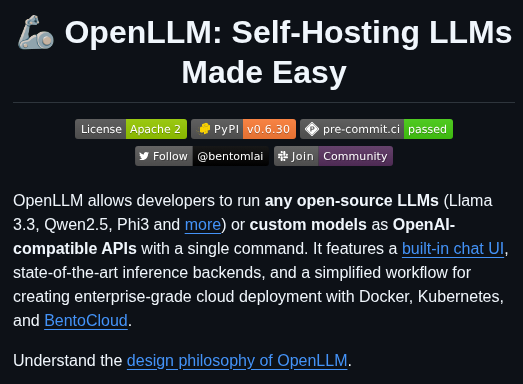 OpenLLM: Self-Hosting LLMs
Made Easy
License Apache 2 PyPI v0.6.30 pre-commit.ci passed
Follow @bentomlai Join Community
OpenLLM allows developers to run any open-source LLMs (Llama
3.3, Qwen2.5, Phi3 and more) or custom models as OpenAI-
compatible APIs with a single command. It features a built-in chat UI,
state-of-the-art inference backends, and a simplified workflow for
creating enterprise-grade cloud deployment with Docker, Kubernetes,
and BentoCloud.
Understand the design philosophy of OpenLLM.